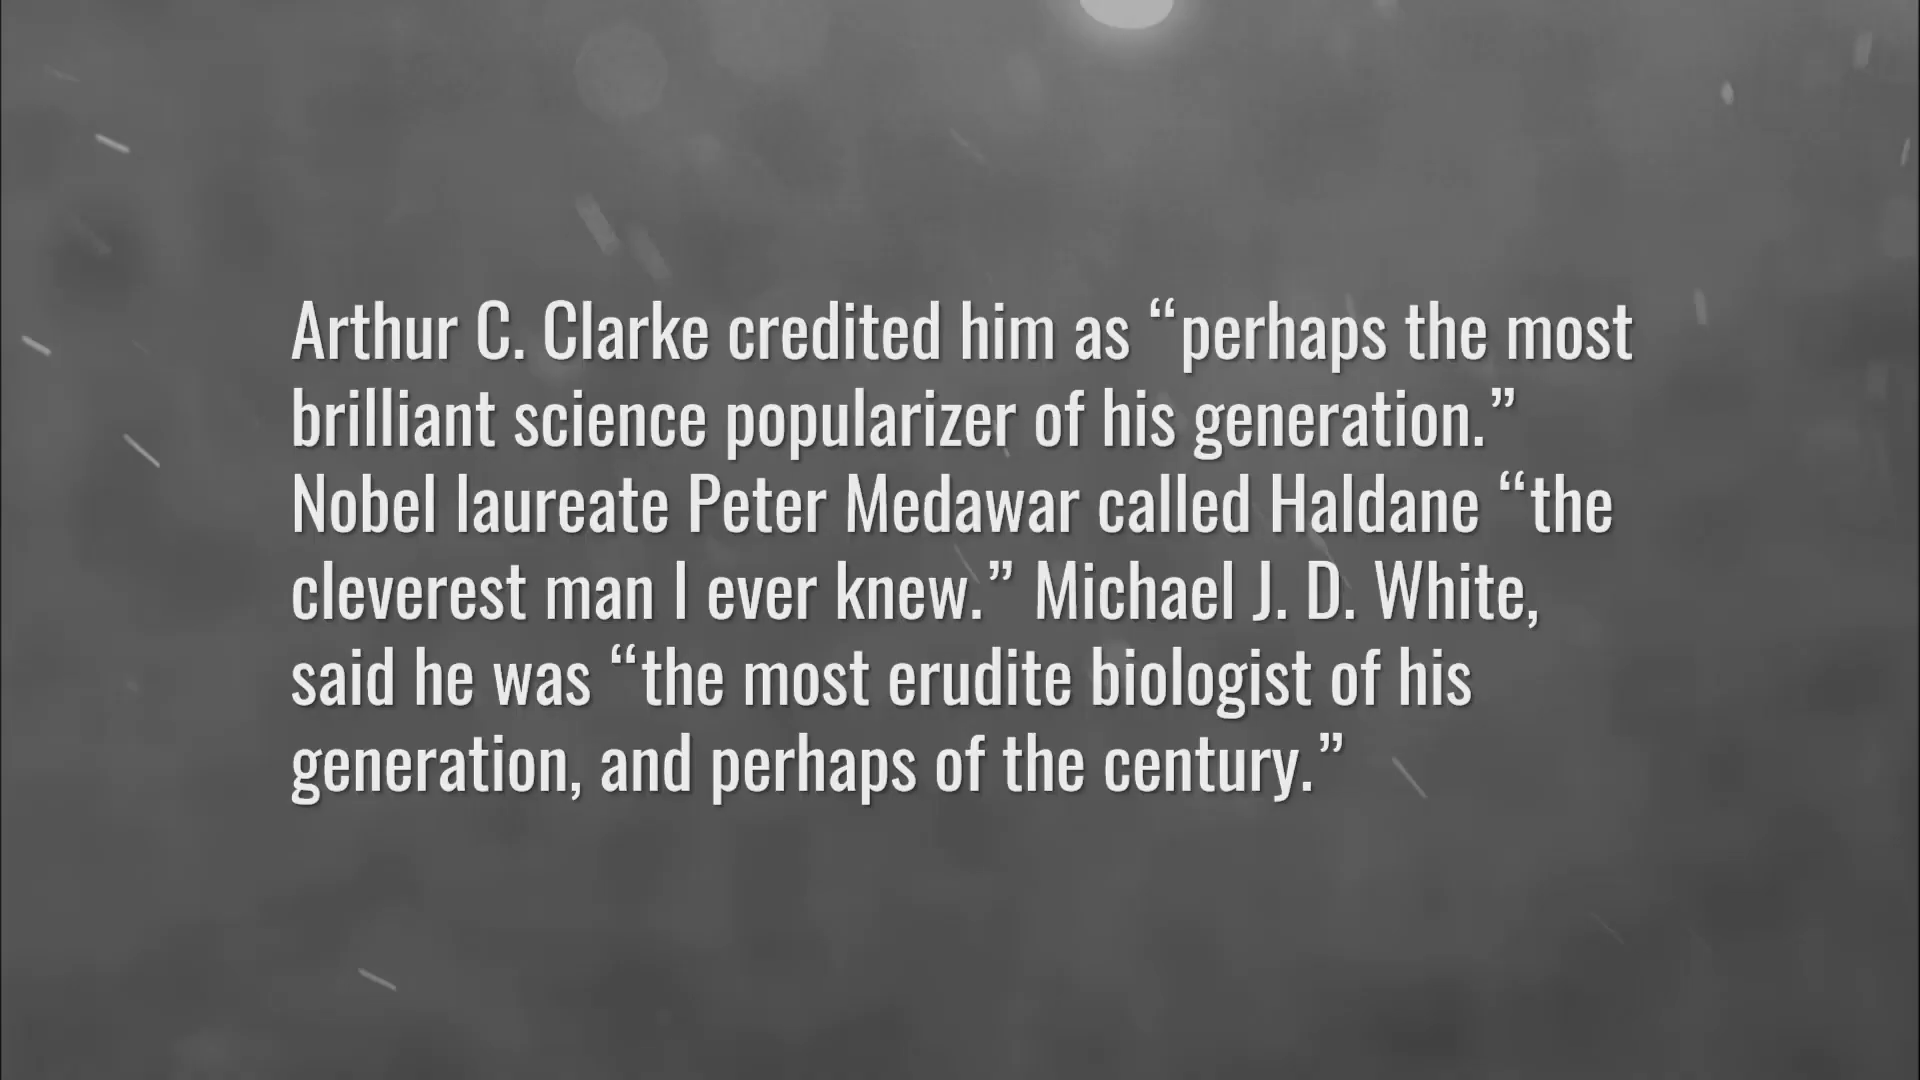 Arthur C. Clarke credited him as “perhaps the most
brilliant science popularizer of his generation.”
Nobel laureate Peter Medawar called Haldane “the
cleverest man I ever knew.” Michael J. D. White,
said he was “the most erudite biologist of his
generation, and perhaps of the century.”